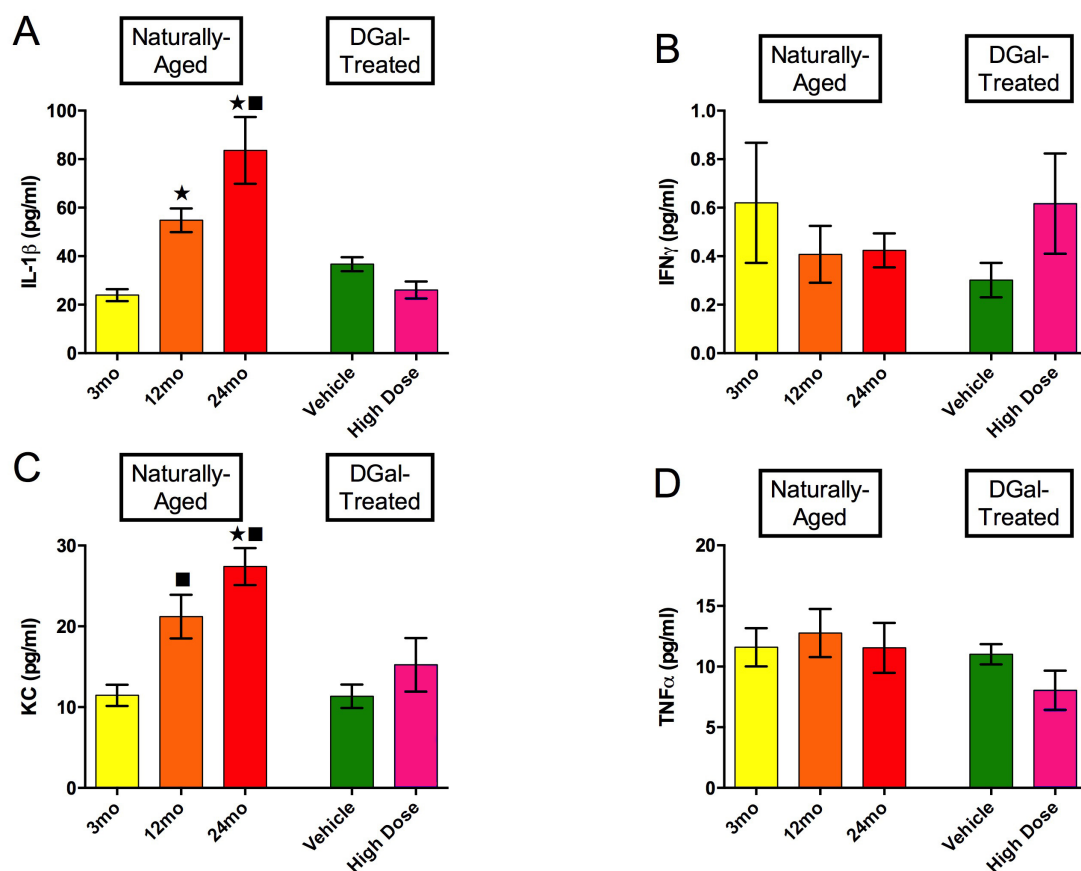 A
Naturally-
Aged
DGal-
Treated
IL-1β (pg/ml)
100
80
60
40
20
0
★
★■
3mo
12mo
24mo
Vehicle
High Dose
B
Naturally-
Aged
DGal-
Treated
IFNγ (pg/ml)
1.0
0.8
0.6
0.4
0.2
0.0
3mo
12mo
24mo
Vehicle
High Dose
C
Naturally-
Aged
DGal-
Treated
KC (pg/ml)
30
20
10
0
■
★■
3mo
12mo
24mo
Vehicle
High Dose
D
Naturally-
Aged
DGal-
Treated
TNFα (pg/ml)
20
15
10
5
0
3mo
12mo
24mo
Vehicle
High Dose